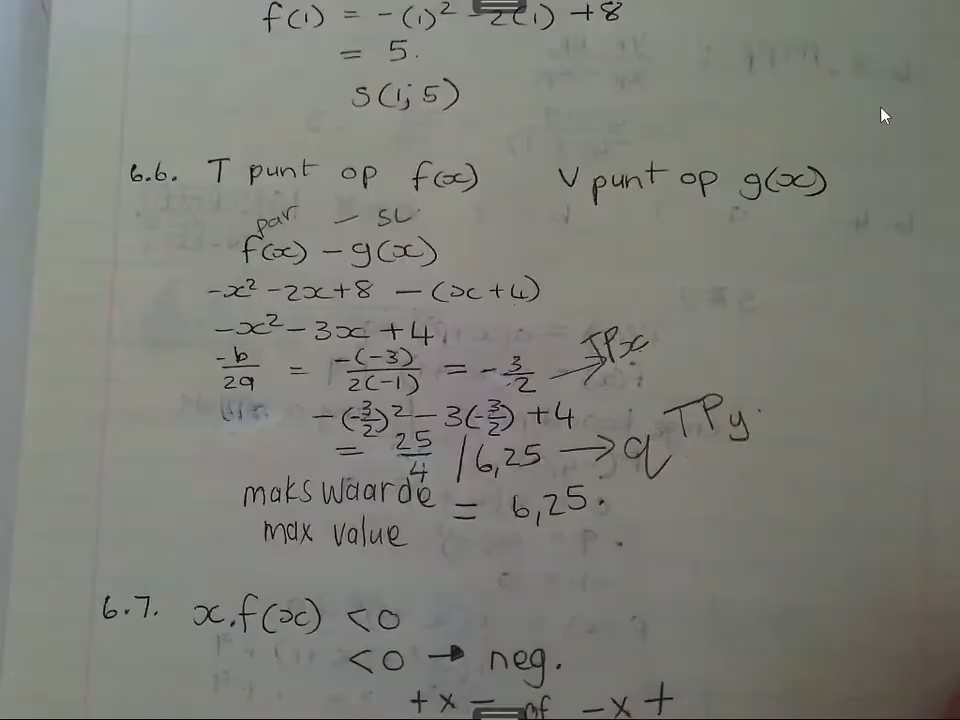 f(1) = -(1)² - 2(1) + 8
= 5.
S(1; 5)
6.6. T punt op f(x) V punt op g(x)
par - SL.
f(x) - g(x)
-x² - 2x + 8 - (x + 4)
-x² - 3x + 4
-b/2a = -(-3)/2(-1) = -3/2 → TPx
-(-3/2)² - 3(-3/2) + 4
= 25/4 / 6,25 → q TPy.
maks waarde
max value = 6,25.
6.7. x.f(x) < 0
< 0 → neg.
+ x - of - x +